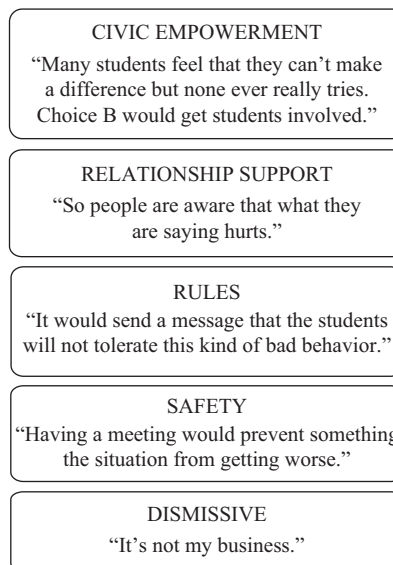 CIVIC EMPOWERMENT
“Many students feel that they can’t make
a difference but none ever really tries.
Choice B would get students involved.”
RELATIONSHIP SUPPORT
“So people are aware that what they
are saying hurts.”
RULES
“It would send a message that the students
will not tolerate this kind of bad behavior.”
SAFETY
“Having a meeting would prevent something
the situation from getting worse.”
DISMISSIVE
“It’s not my business.”